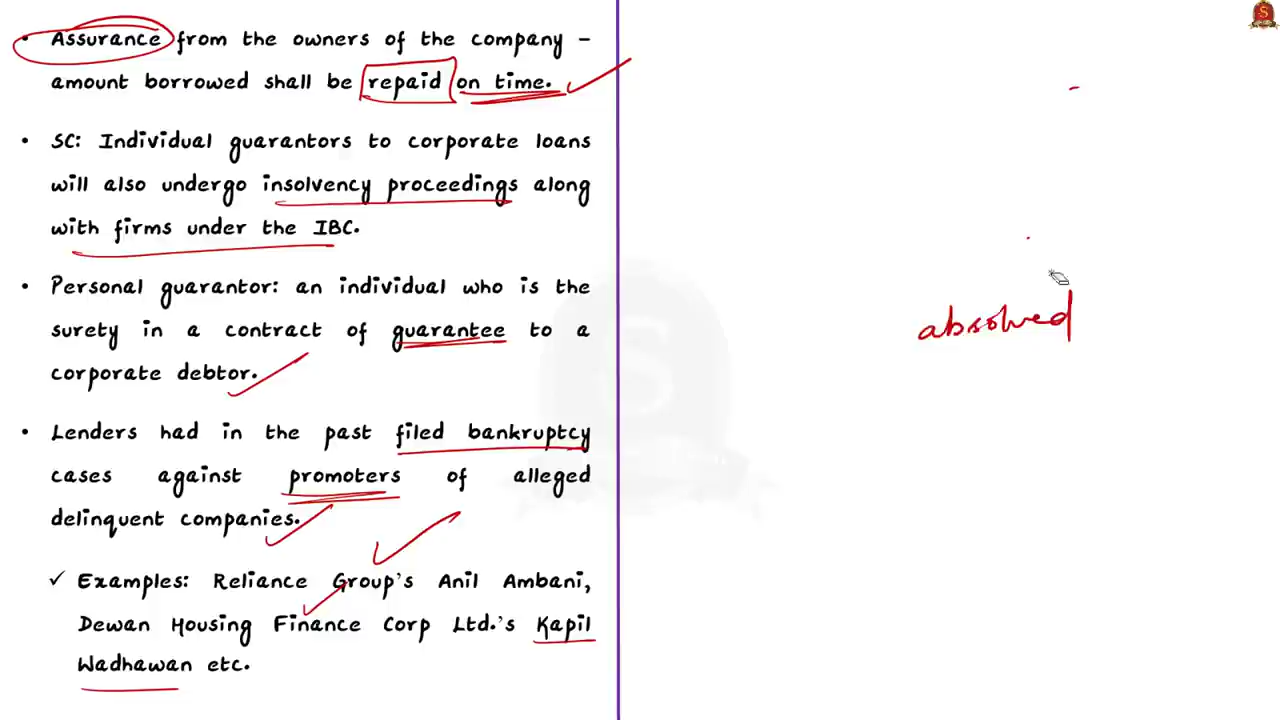 • Assurance from the owners of the company –
amount borrowed shall be repaid on time.
• SC: Individual guarantors to corporate loans
will also undergo insolvency proceedings along
with firms under the IBC.
• Personal guarantor: an individual who is the
surety in a contract of guarantee to a
corporate debtor.
• Lenders had in the past filed bankruptcy
cases against promoters of alleged
delinquent companies.
✓ Examples: Reliance Group's Anil Ambani,
Dewan Housing Finance Corp Ltd.'s Kapil
Wadhawan etc.
absolved
S